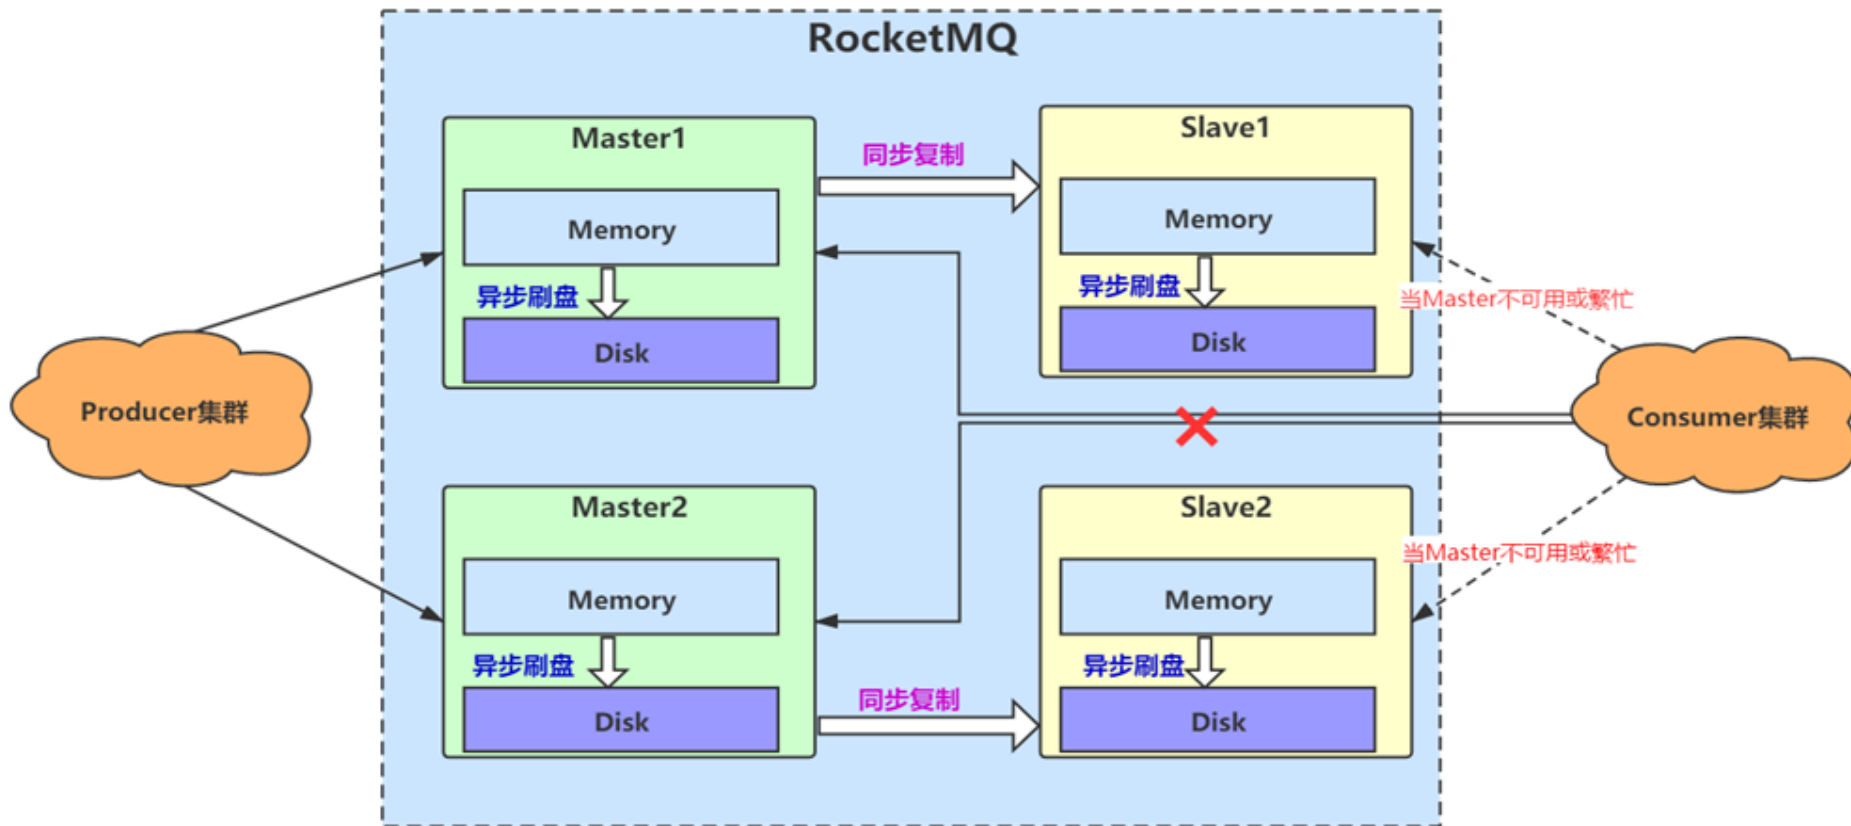 RocketMQ
Master1
同步复制
Slave1
Memory
异步刷盘
Disk
Memory
异步刷盘
Disk
当Master不可用或繁忙
Producer集群
Consumer集群
Master2
Memory
异步刷盘
Disk
同步复制
Slave2
Memory
异步刷盘
Disk
当Master不可用或繁忙